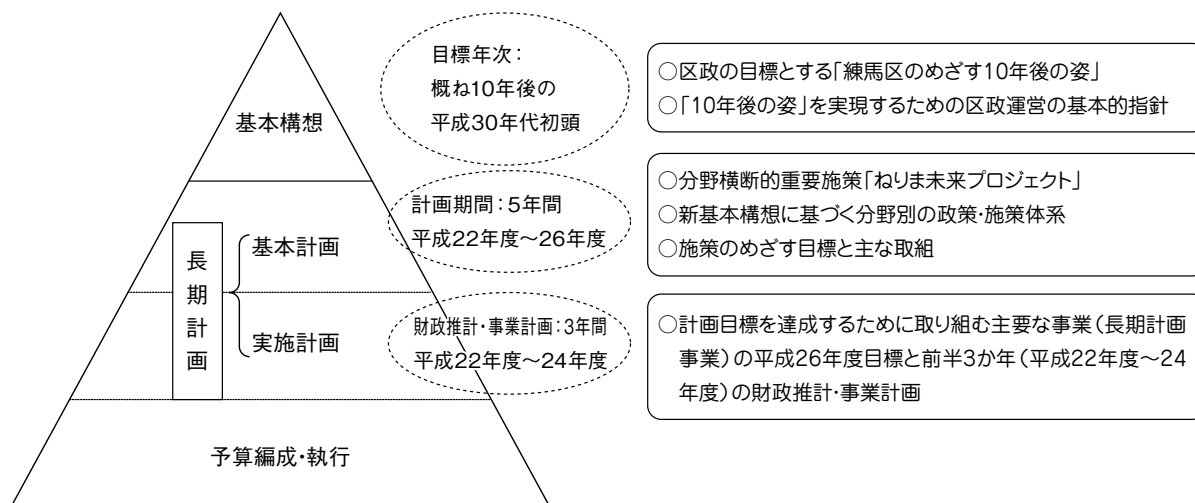 目標年次：
概ね10年後の
平成30年代初頭
○区政の目標とする「練馬区のめざす10年後の姿」
○「10年後の姿」を実現するための区政運営の基本的指針
基本構想
○分野横断的重要施策「ねりま未来プロジェクト」
○新基本構想に基づく分野別の政策・施策体系
○施策のめざす目標と主な取組
計画期間：5年間
平成22年度～26年度
長期計画
基本計画
実施計画
財政推計・事業計画：3年間
平成22年度～24年度
○計画目標を達成するために取り組む主要な事業（長期計画
事業）の平成26年度目標と前半3か年（平成22年度～24
年度）の財政推計・事業計画
予算編成・執行